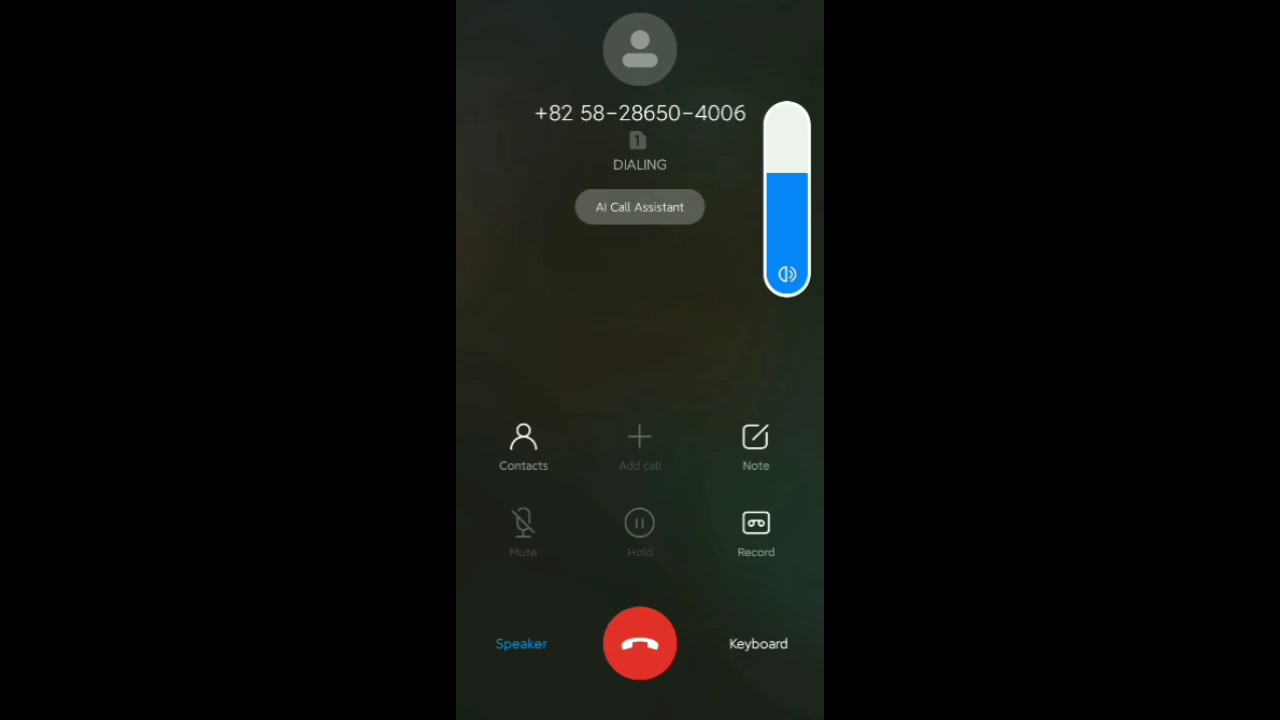 +82 58-28650-4006
1
DIALING
AI Call Assistant
Contacts
Add call
Note
Mute
Hold
Record
Speaker
Keyboard